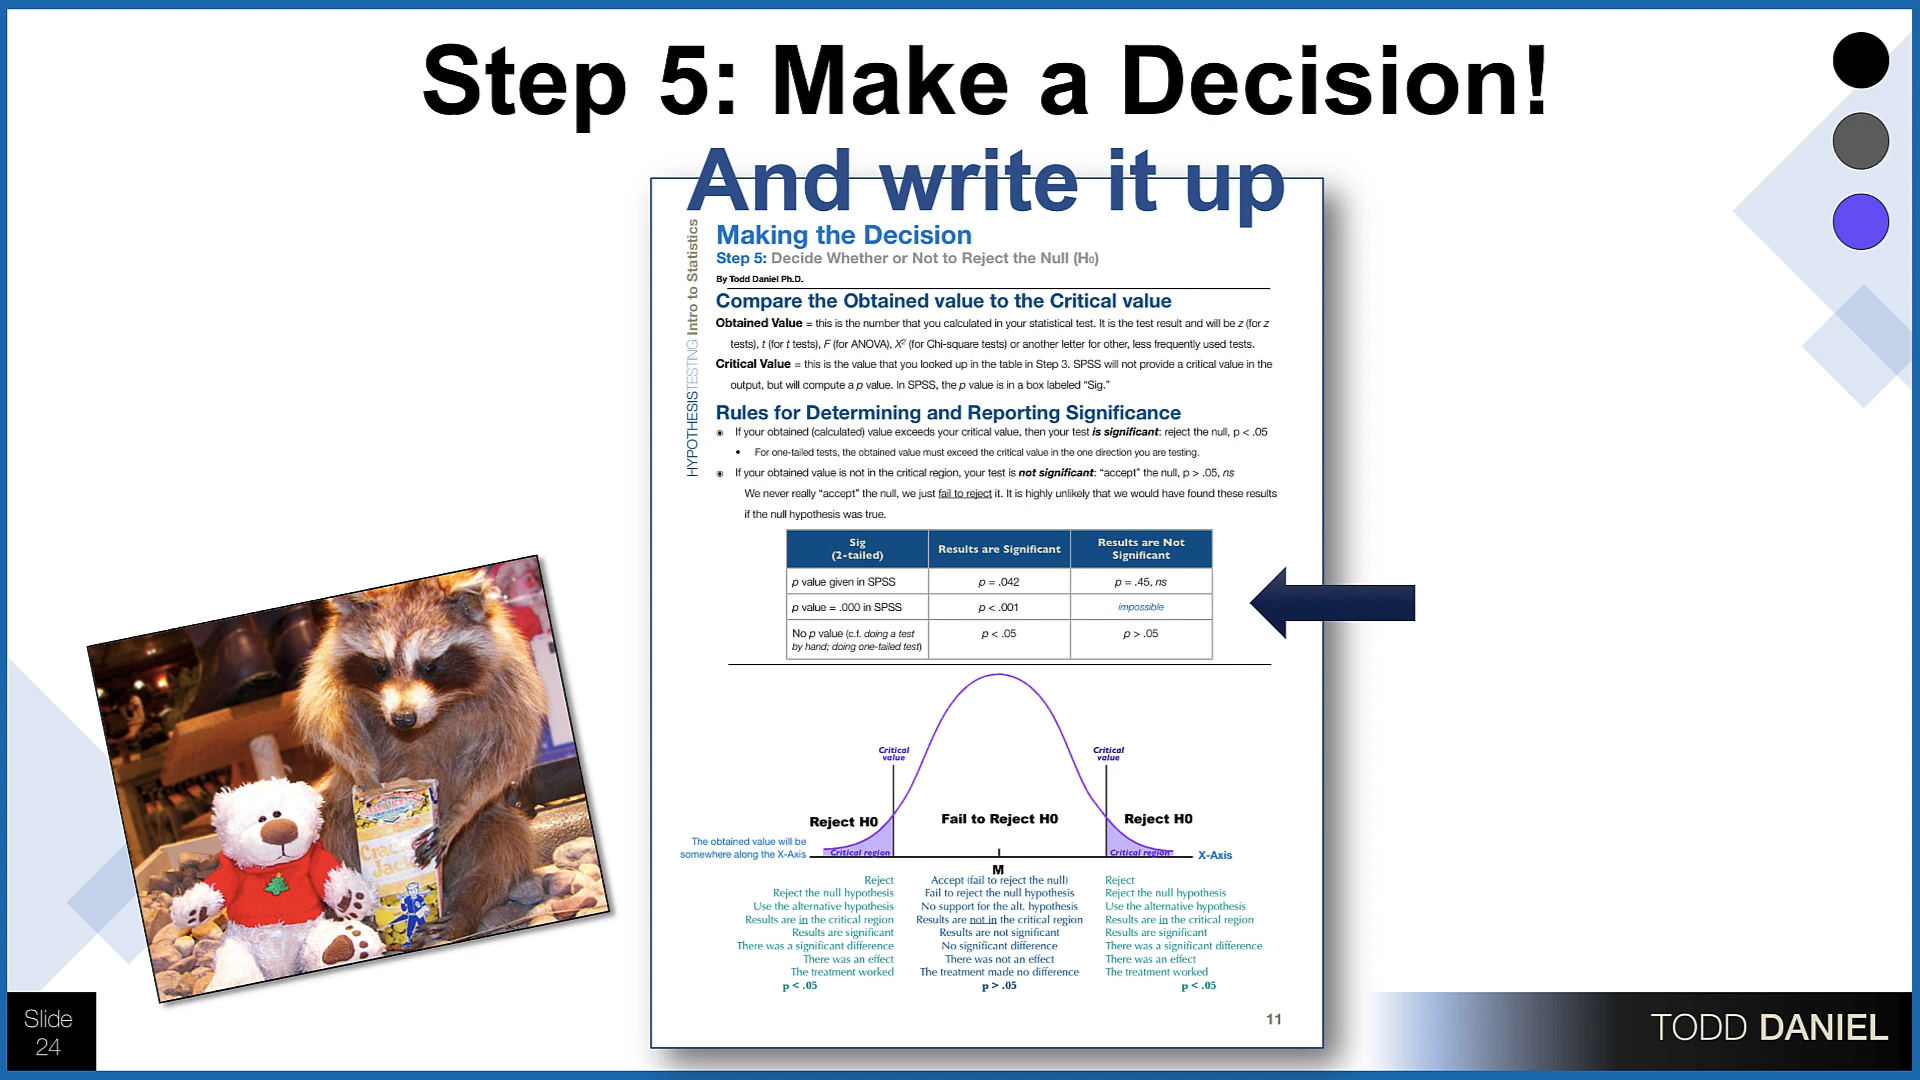 Step 5: Make a Decision!
And write it up
HYPOTHESISTESTING Intro to Statistics
Making the Decision
Step 5: Decide Whether or Not to Reject the Null (H₀)
By Todd Daniel Ph.D.
Compare the Obtained value to the Critical value
Obtained Value = this is the number that you calculated in your statistical test. It is the test result and will be z (for z
tests), t (for t tests), F (for ANOVA), X² (for Chi-square tests) or another letter for other, less frequently used tests.
Critical Value = this is the value that you looked up in the table in Step 3. SPSS will not provide a critical value in the
output, but will compute a p value. In SPSS, the p value is in a box labeled “Sig.”
Rules for Determining and Reporting Significance
If your obtained (calculated) value exceeds your critical value, then your test is significant: reject the null, p < .05
• For one-tailed tests, the obtained value must exceed the critical value in the one direction you are testing.
If your obtained value is not in the critical region, your test is not significant: “accept” the null, p > .05, ns
We never really “accept” the null, we just fail to reject it. It is highly unlikely that we would have found these results
if the null hypothesis was true.
Sig
(2-tailed)
Results are Significant
Results are Not
Significant
p value given in SPSS
p = .042
p = .45, ns
p value = .000 in SPSS
p < .001
impossible
No p value (c.f. doing a test
by hand; doing one-tailed test)
p < .05
p > .05
Critical
value
Critical
value
Reject H0
Fail to Reject H0
Reject H0
The obtained value will be
somewhere along the X-Axis
Critical region
Critical region
X-Axis
M
Reject
Reject the null hypothesis
Use the alternative hypothesis
Results are in the critical region
Results are significant
There was a significant difference
There was an effect
The treatment worked
p < .05
Accept (fail to reject the null)
Fail to reject the null hypothesis
No support for the alt. hypothesis
Results are not in the critical region
Results are not significant
No significant difference
There was not an effect
The treatment made no difference
p > .05
Reject
Reject the null hypothesis
Use the alternative hypothesis
Results are in the critical region
Results are significant
There was a significant difference
There was an effect
The treatment worked
p < .05
11
Cracker
Jack
Slide
24
TODD DANIEL